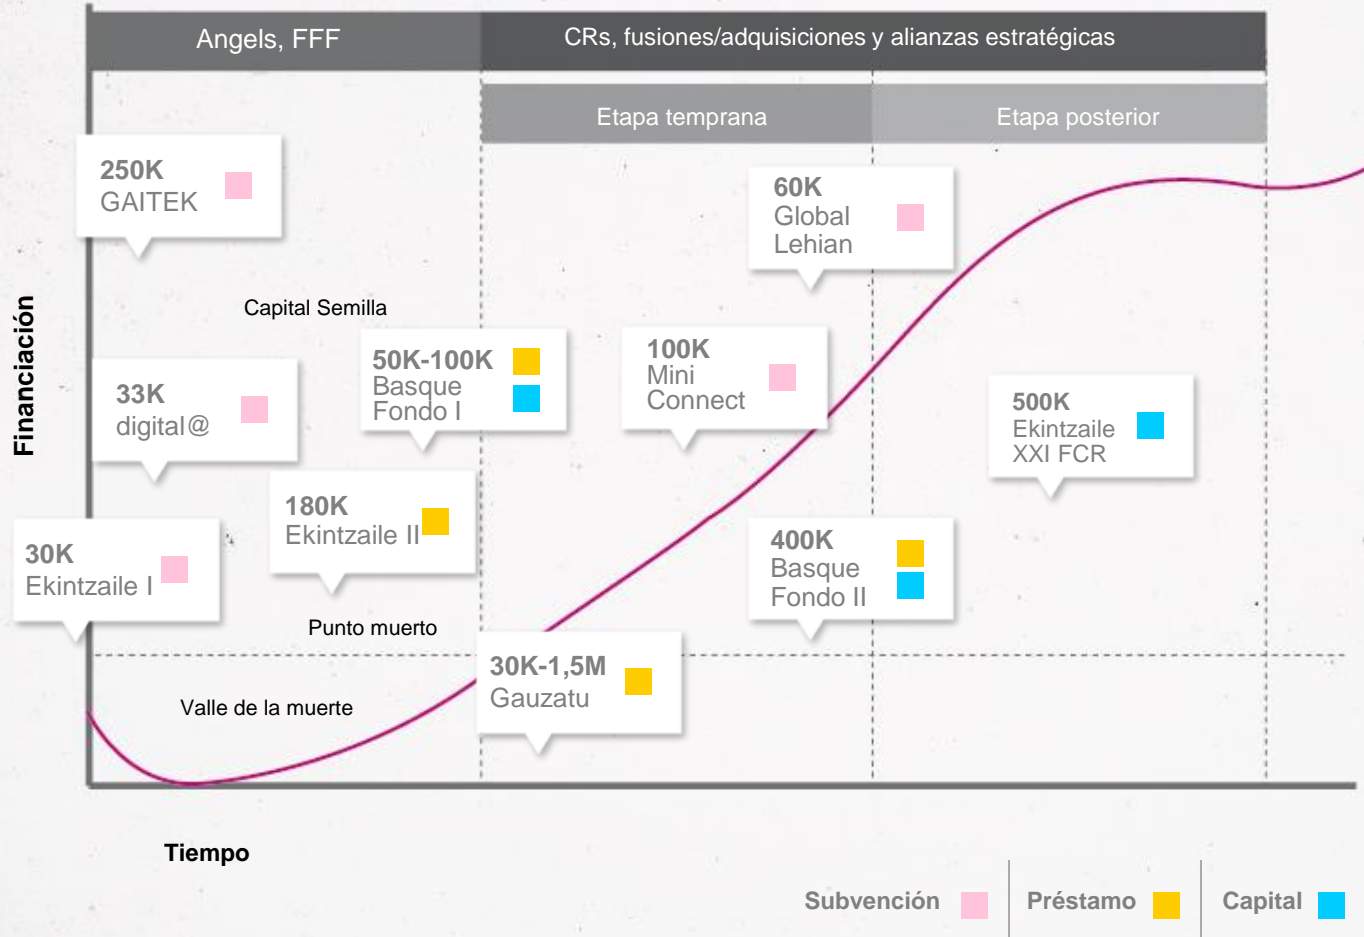 Angels, FFF
CRs, fusiones/adquisiciones y alianzas estratégicas
Etapa temprana
Etapa posterior
250K
GAITEK
60K
Global
Lehian
Financiación
Capital Semilla
50K-100K
Basque
Fondo I
100K
Mini
Connect
33K
digital@
500K
Ekintzaile
XXI FCR
180K
Ekintzaile II
30K
Ekintzaile I
400K
Basque
Fondo II
Punto muerto
30K-1,5M
Gauzatu
Valle de la muerte
Tiempo
Subvención
Préstamo
Capital